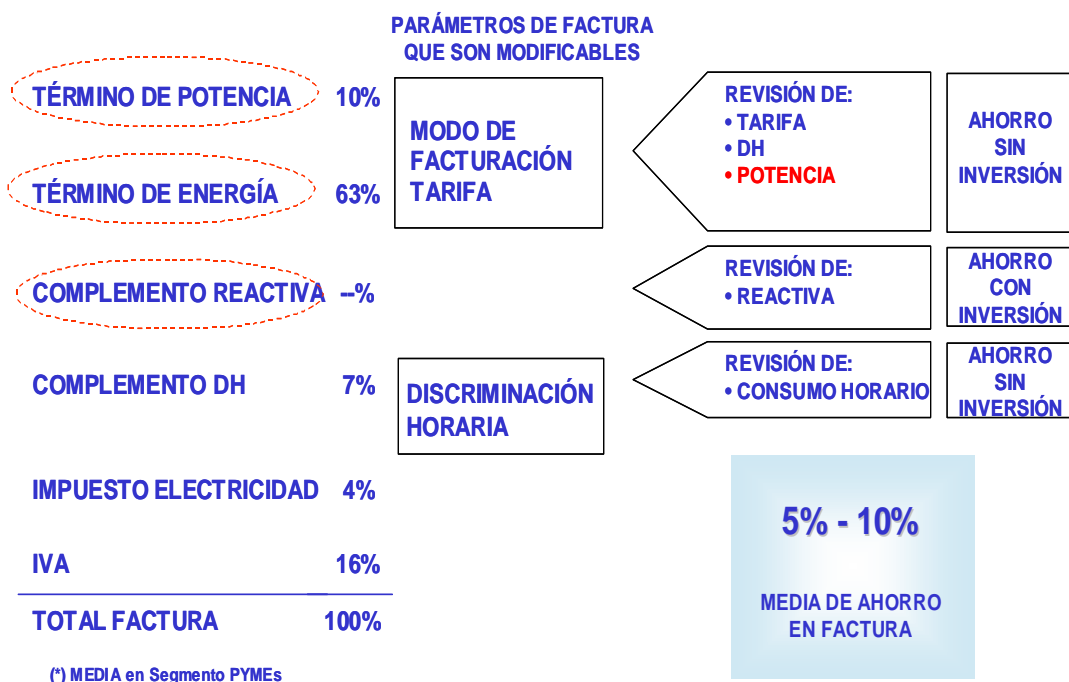 PARÁMETROS DE FACTURA
QUE SON MODIFICABLES
TÉRMINO DE POTENCIA 10%
TÉRMINO DE ENERGÍA 63%
COMPLEMENTO REACTIVA --%
COMPLEMENTO DH 7%
IMPUESTO ELECTRICIDAD 4%
IVA 16%
TOTAL FACTURA 100%
(*) MEDIA en Segmento PYMEs
MODO DE
FACTURACIÓN
TARIFA
DISCRIMINACIÓN
HORARIA
REVISIÓN DE:
• TARIFA
• DH
• POTENCIA
AHORRO
SIN
INVERSIÓN
REVISIÓN DE:
• REACTIVA
AHORRO
CON
INVERSIÓN
REVISIÓN DE:
• CONSUMO HORARIO
AHORRO
SIN
INVERSIÓN
5% - 10%
MEDIA DE AHORRO
EN FACTURA